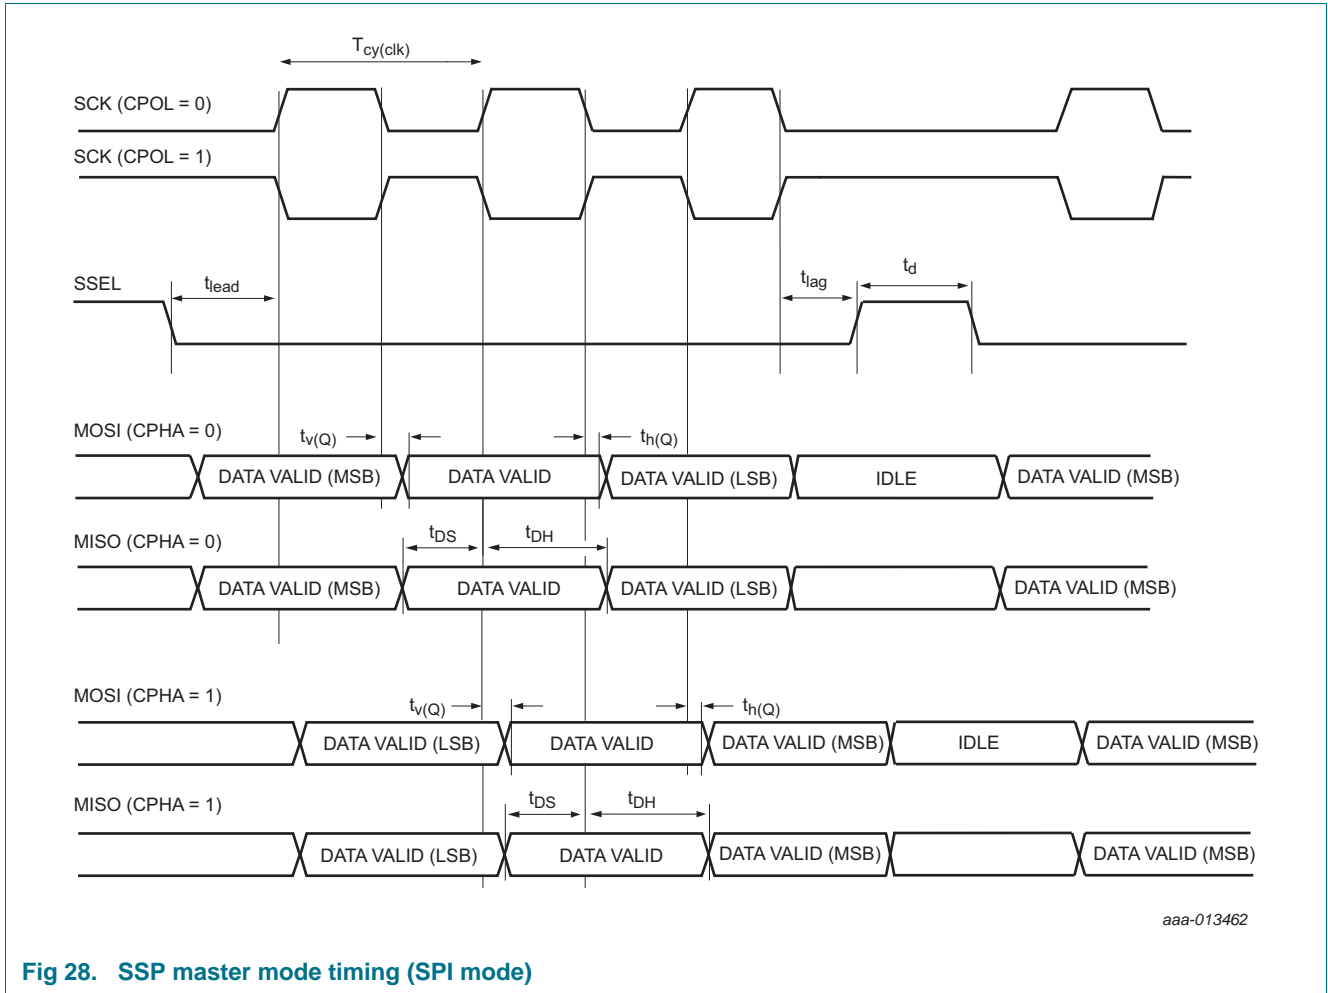 Tcy(clk)
SCK (CPOL = 0)
SCK (CPOL = 1)
SSEL
tlead
tlag
td
MOSI (CPHA = 0)
tv(Q)
th(Q)
DATA VALID (MSB) DATA VALID DATA VALID (LSB) IDLE DATA VALID (MSB)
MISO (CPHA = 0)
tDS
tDH
DATA VALID (MSB) DATA VALID DATA VALID (LSB) DATA VALID (MSB)
MOSI (CPHA = 1)
tv(Q)
th(Q)
DATA VALID (LSB) DATA VALID DATA VALID (MSB) IDLE DATA VALID (MSB)
MISO (CPHA = 1)
tDS
tDH
DATA VALID (LSB) DATA VALID DATA VALID (MSB) DATA VALID (MSB)
aaa-013462
Fig 28. SSP master mode timing (SPI mode)